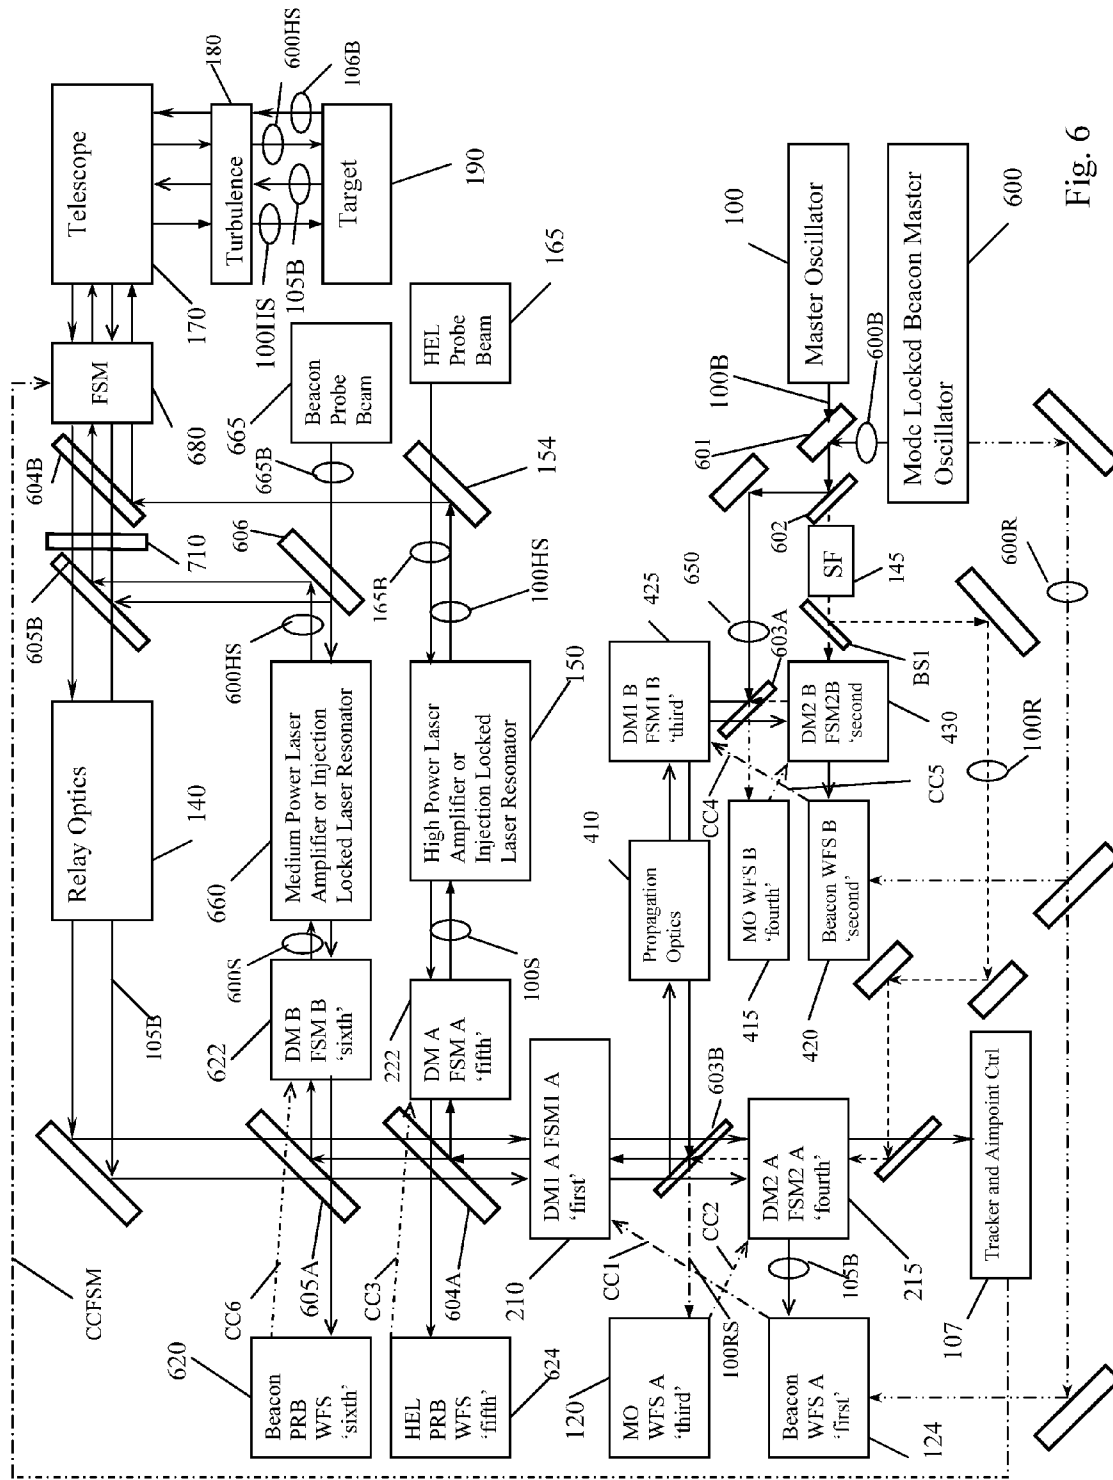 Telescope
180
600HS
106B
Turbulence
Target
190
100HS
105B
170
FSM
680
604B
710
605B
Relay Optics
140
105B
CCFSM
665
Beacon
Probe
Beam
665B
606
600HS
HEL
Probe
Beam
165
154
165B
100HS
Medium Power Laser
Amplifier or Injection
Locked Laser Resonator
660
600S
High Power Laser
Amplifier or
Injection Locked
Laser Resonator
150
100S
DM B
FSM B
'sixth'
622
DM A
FSM A
'fifth'
222
CC6
605A
CC3
604A
620
Beacon
PRB
WFS
'sixth'
HEL
PRB
WFS
'fifth'
624
DM1 A FSM1 A
'first'
210
410
Propagation
Optics
425
DM1 B
FSM1 B
'third'
650
603A
DM2 B
FSM2B
'second
430
CC4
CC5
MO WFS B
'fourth'
415
Beacon WFS B
'second'
420
603B
DM2 A
FSM2 A
'fourth'
215
CC1
CC2
100RS
105B
120
MO
WFS A
'third'
Beacon
WFS A
'first'
124
Tracker and Aimpoint Ctrl
107
100
Master Oscillator
100B
601
600B
602
SF
145
BS1
Mode Locked Beacon Master
Oscillator
600
600R
100R
Fig. 6